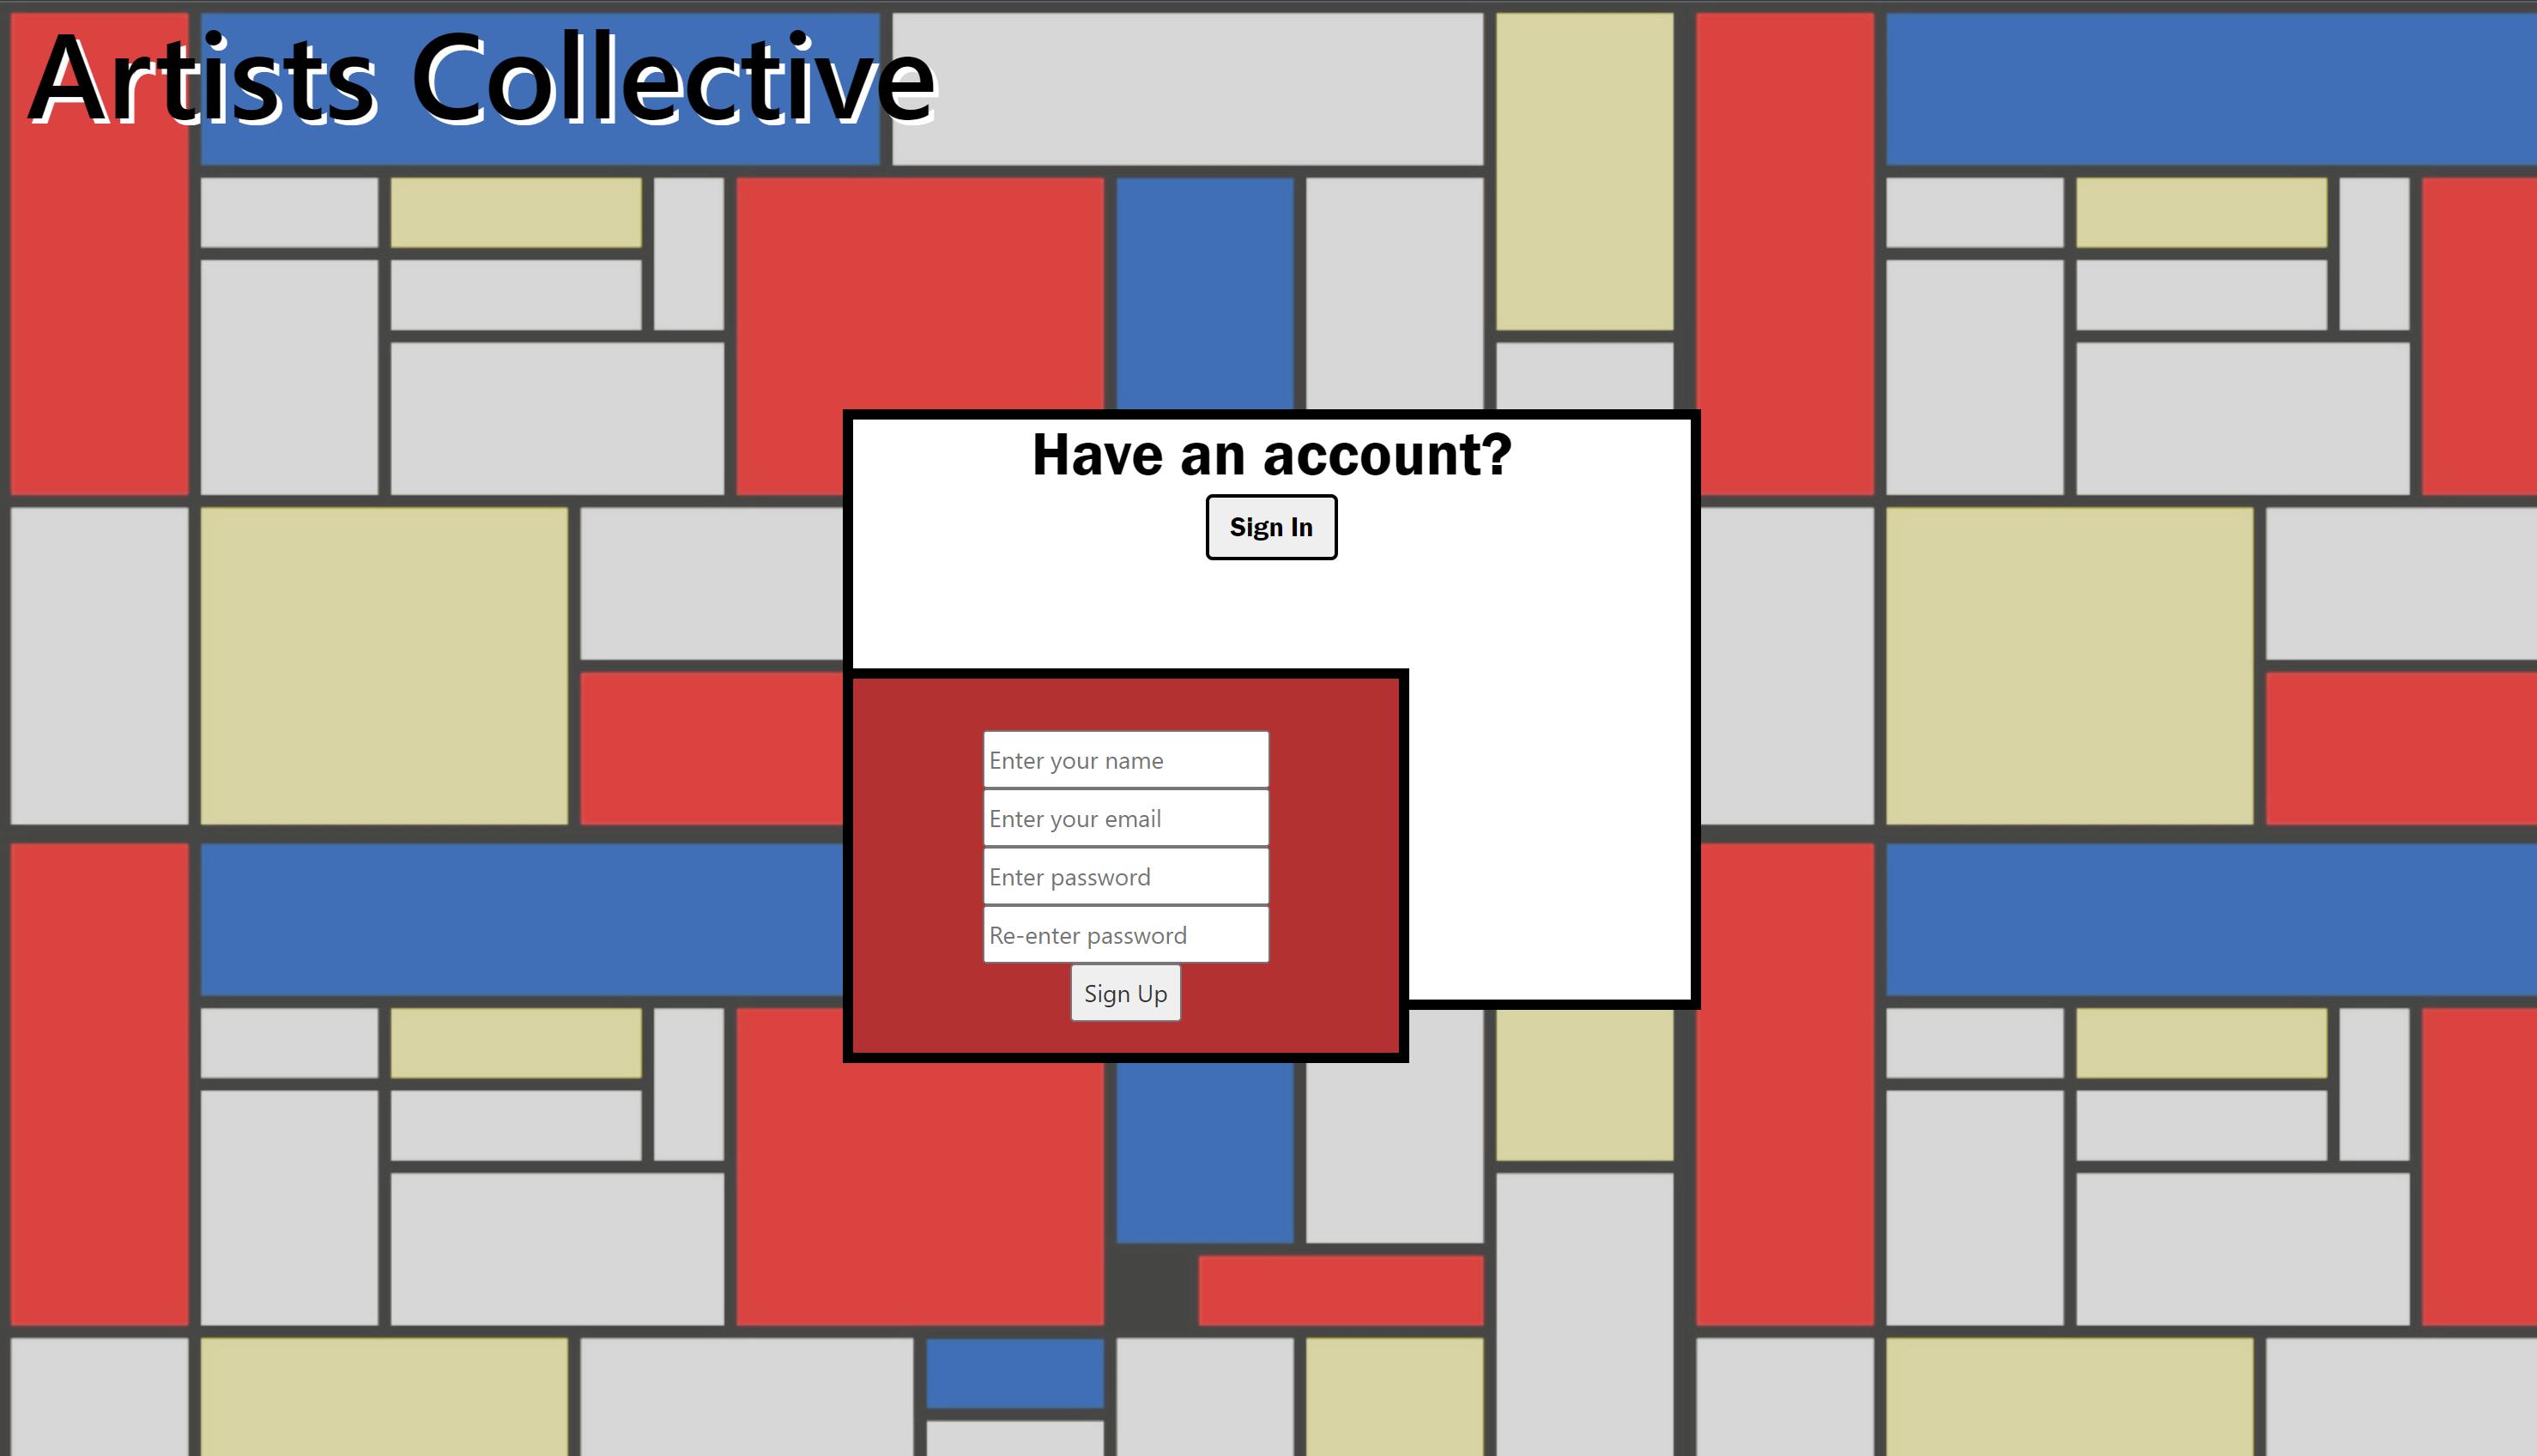 Artists Collective
Have an account?
Sign In
Enter your name
Enter your email
Enter password
Re-enter password
Sign Up